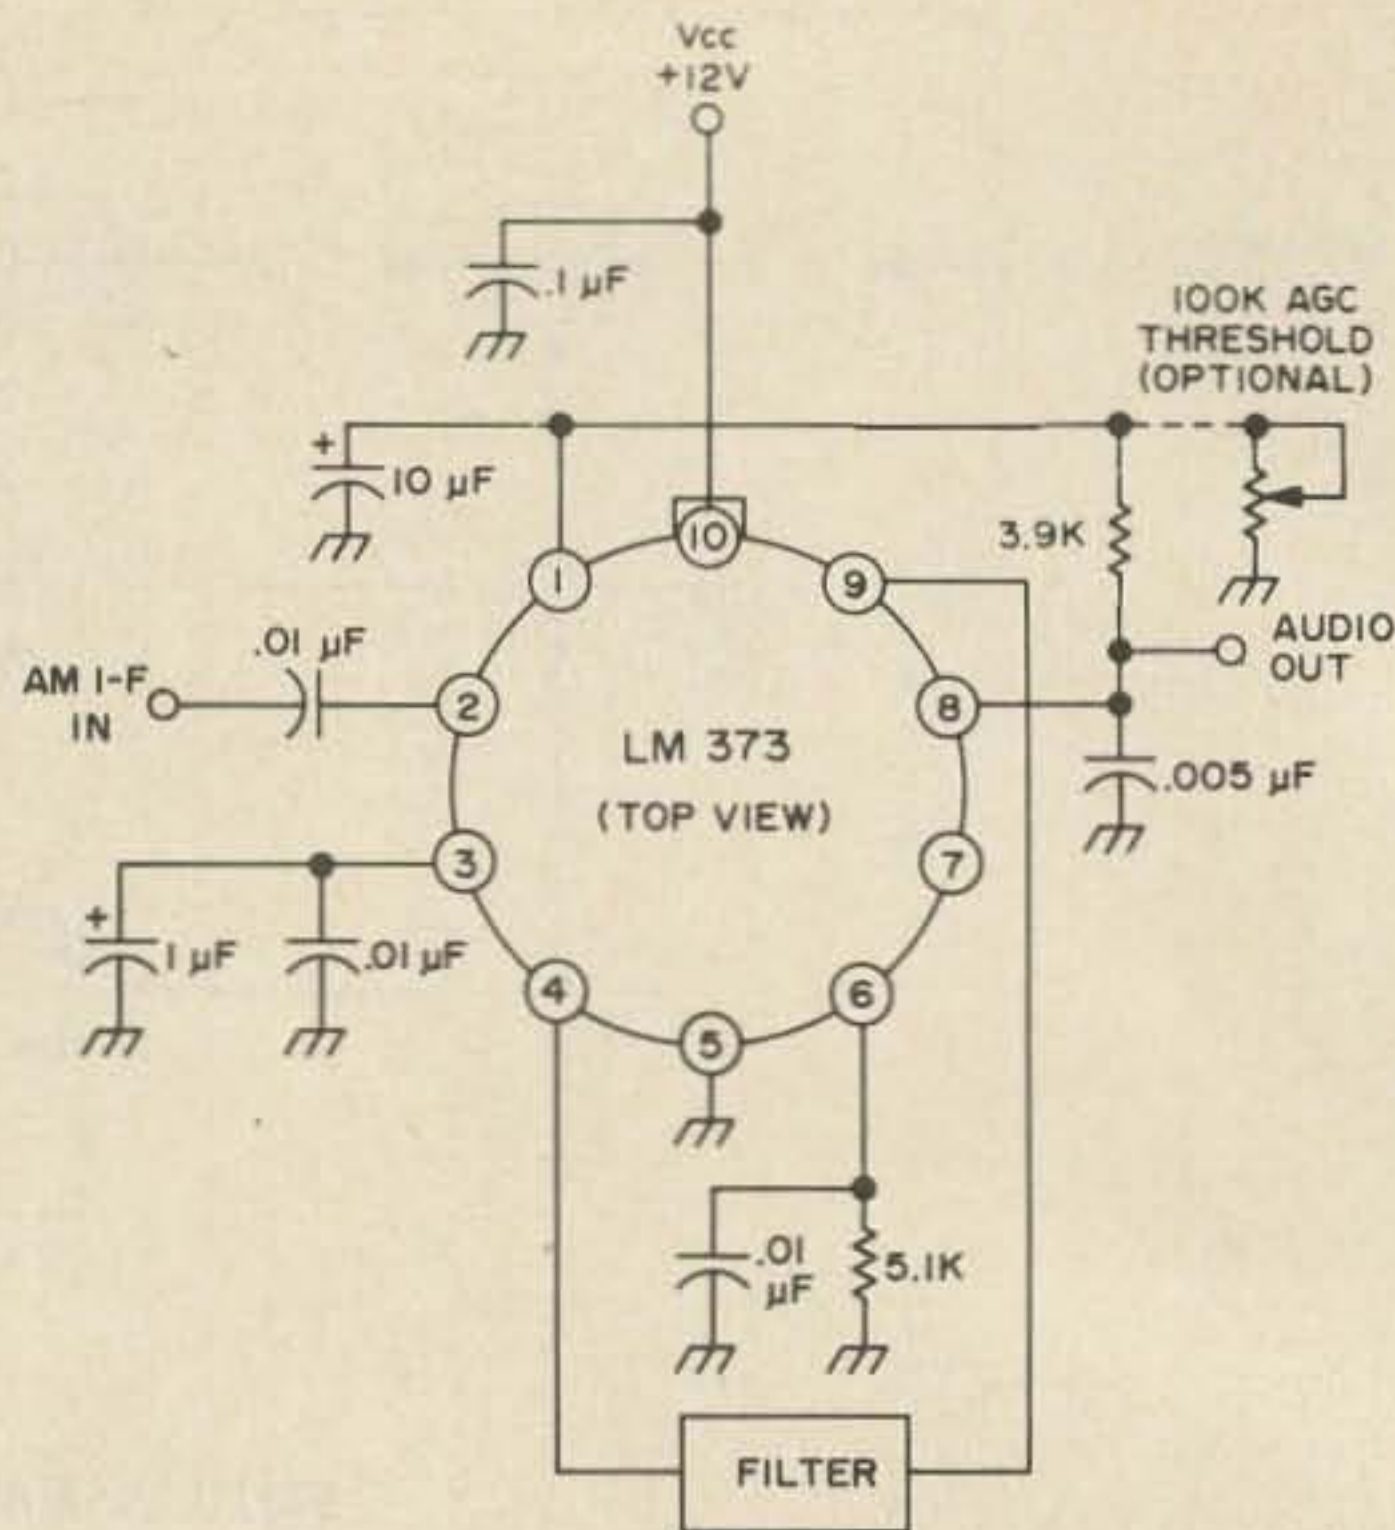 Vcc
+12V
.1 µF
100K AGC
THRESHOLD
(OPTIONAL)
+
10 µF
3.9K
10
1
9
.01 µF
AUDIO
OUT
AM I-F
IN
2
8
LM 373
(TOP VIEW)
.005 µF
3
7
+
1 µF
.01 µF
4
6
5
.01
µF
5.1K
FILTER